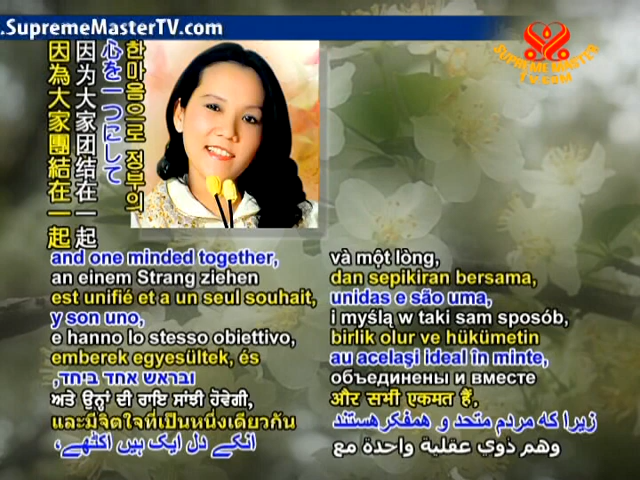 .SupremeMasterTV.com/
SUPREME MASTER
TV.COM
한마음으로 정부의
心を一つにして
因为大家团结在一起
因為大家團結在一起
and one minded together,
an einem Strang ziehen
est unifié et a un seul souhait,
y son uno,
e hanno lo stesso obiettivo,
emberek egyesültek, és
ובראש אחד ביחד,
ਅਤੇ ਉਨ੍ਹਾਂ ਦੀ ਰਾਇ ਸਾਂਝੀ ਹੋਵੇਗੀ,
และมีจิตใจที่เป็นหนึ่งเดียวกัน
انکے دل ایک ہیں اکٹھے،
và một lòng,
dan sepikiran bersama,
unidas e são uma,
i myślą w taki sam sposób,
birlik olur ve hükümetin
au acelaşi ideal în minte,
объединены и вместе
और सभी एकमत हैं,
زیرا که مردم متحد و همفکر هستند
وهم ذوي عقلية واحدة مع